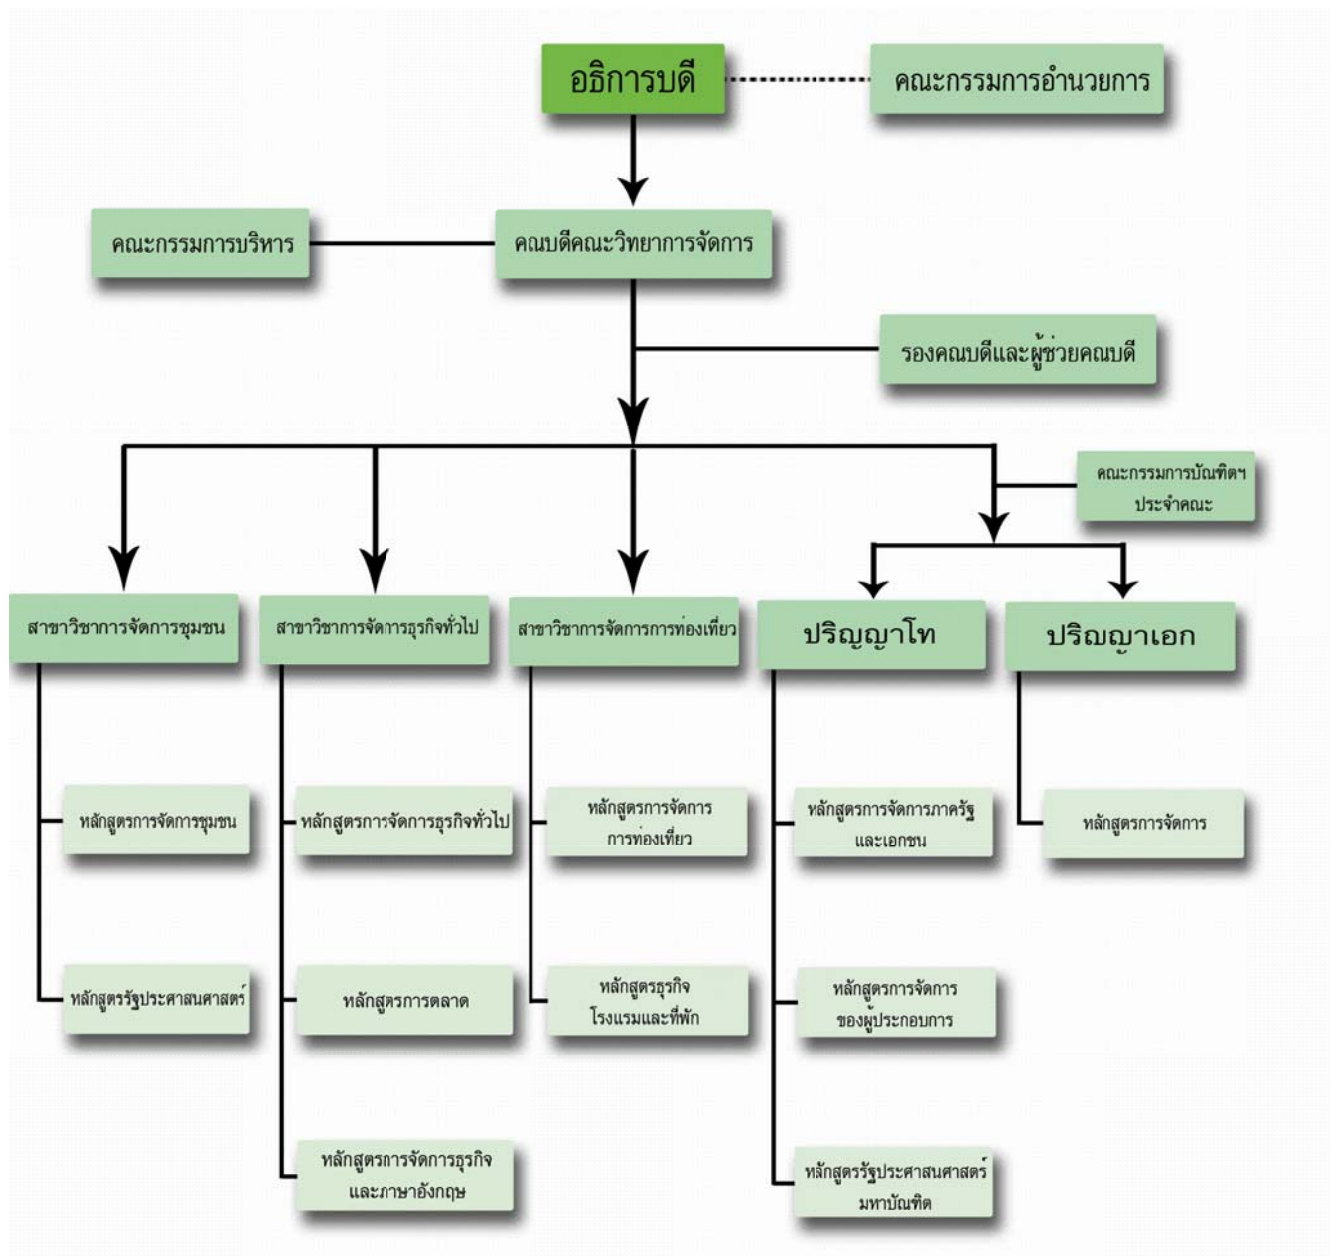 อธิการบดี
คณะกรรมการอำนวยการ
คณะกรรมการบริหาร
คณบดีคณะวิทยาการจัดการ
รองคณบดีและผู้ช่วยคณบดี
คณะกรรมการบัณฑิตฯ
ประจำคณะ
สาขาวิชาการจัดการชุมชน
สาขาวิชาการจัดการธุรกิจทั่วไป
สาขาวิชาการจัดการการท่องเที่ยว
ปริญญาโท
ปริญญาเอก
หลักสูตรการจัดการชุมชน
หลักสูตรการจัดการธุรกิจทั่วไป
หลักสูตรการจัดการ
การท่องเที่ยว
หลักสูตรการจัดการภาครัฐ
และเอกชน
หลักสูตรการจัดการ
หลักสูตรรัฐประศาสนศาสตร์
หลักสูตรการตลาด
หลักสูตรธุรกิจ
โรงแรมและที่พัก
หลักสูตรการจัดการ
ของผู้ประกอบการ
หลักสูตรการจัดการธุรกิจ
และภาษาอังกฤษ
หลักสูตรรัฐประศาสนศาสตร์
มหาบัณฑิต